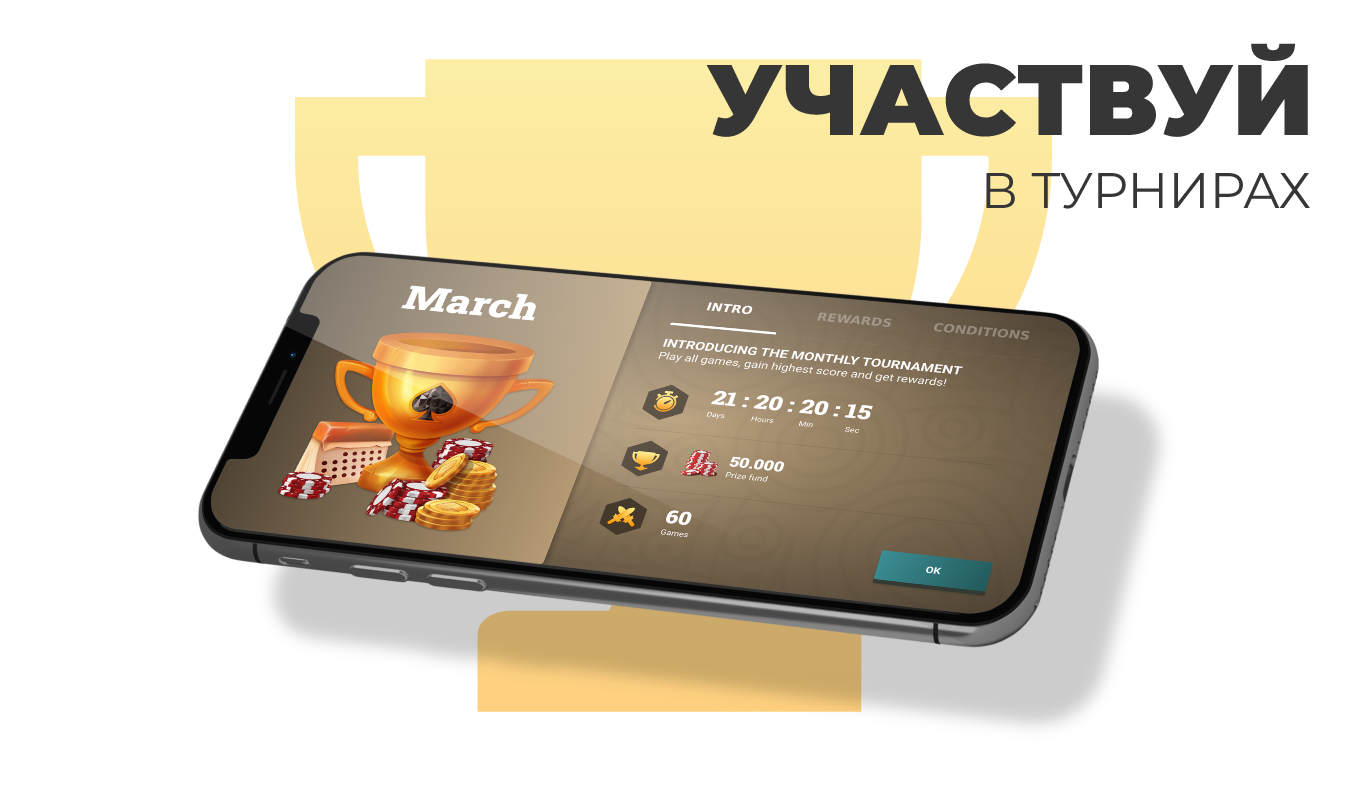 УЧАСТВУЙ
В ТУРНИРАХ
March
INTRO REWARDS CONDITIONS
INTRODUCING THE MONTHLY TOURNAMENT
Play all games, gain highest score and get rewards!
21 : 20 : 20 : 15
Days Hours Min Sec
50.000
Prize fund
60
Games
OK